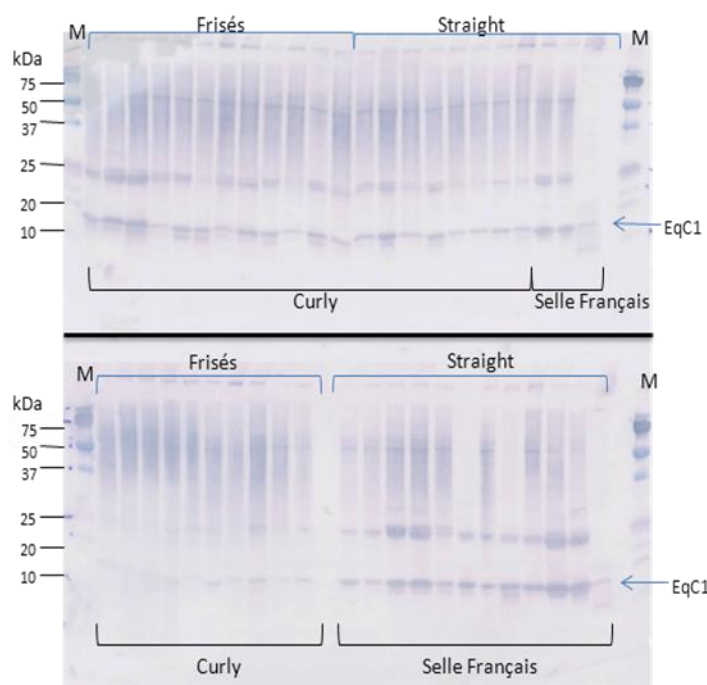 Frisés Straight
M M
kDa
75
50
37
25
20
10
EqC1
Curly Selle Français
Frisés Straight
M M
kDa
75
50
37
25
20
10
EqC1
Curly Selle Français